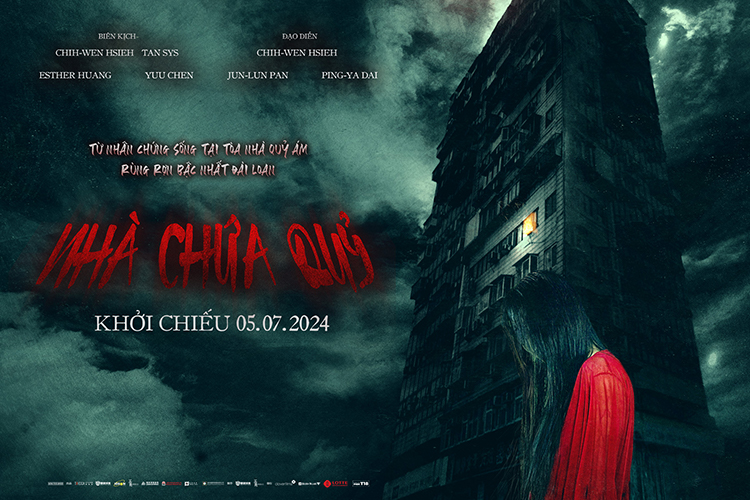 BIÊN KỊCH
ĐẠO DIỄN
CHIH-WEN HSIEH TAN SYS
CHIH-WEN HSIEH
ESTHER HUANG YUU CHEN JUN-LUN PAN PING-YA DAI
TỪ NHÂN CHỨNG SỐNG TẠI TÒA NHÀ QUỶ ÁM
RÙNG RỢN BẬC NHẤT ĐÀI LOAN
NHÀ CHỨA QUỶ
KHỞI CHIẾU 05.07.2024